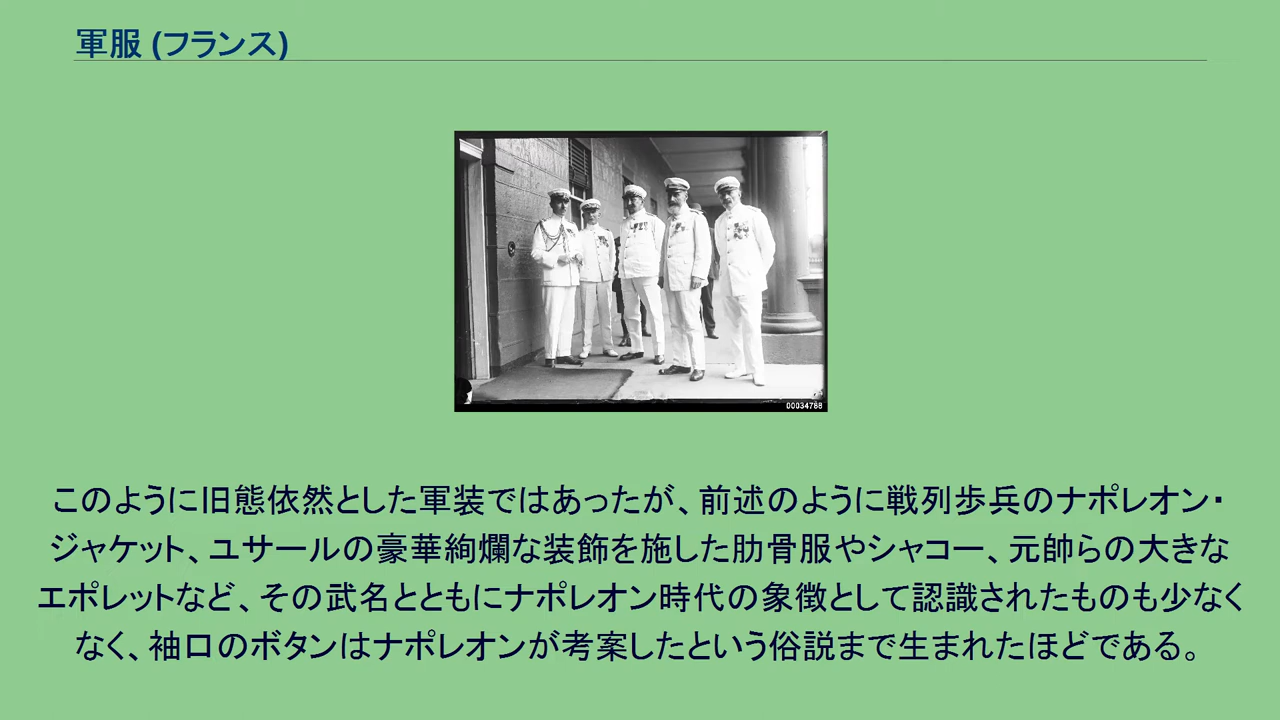 軍服 (フランス)
00034768
このように旧態依然とした軍装ではあったが、前述のように戦列歩兵のナポレオン・
ジャケット、ユサールの豪華絢爛な装飾を施した肋骨服やシャコー、元帥らの大きな
エポレットなど、その武名とともにナポレオン時代の象徴として認識されたものも少なく
なく、袖口のボタンはナポレオンが考案したという俗説まで生まれたほどである。